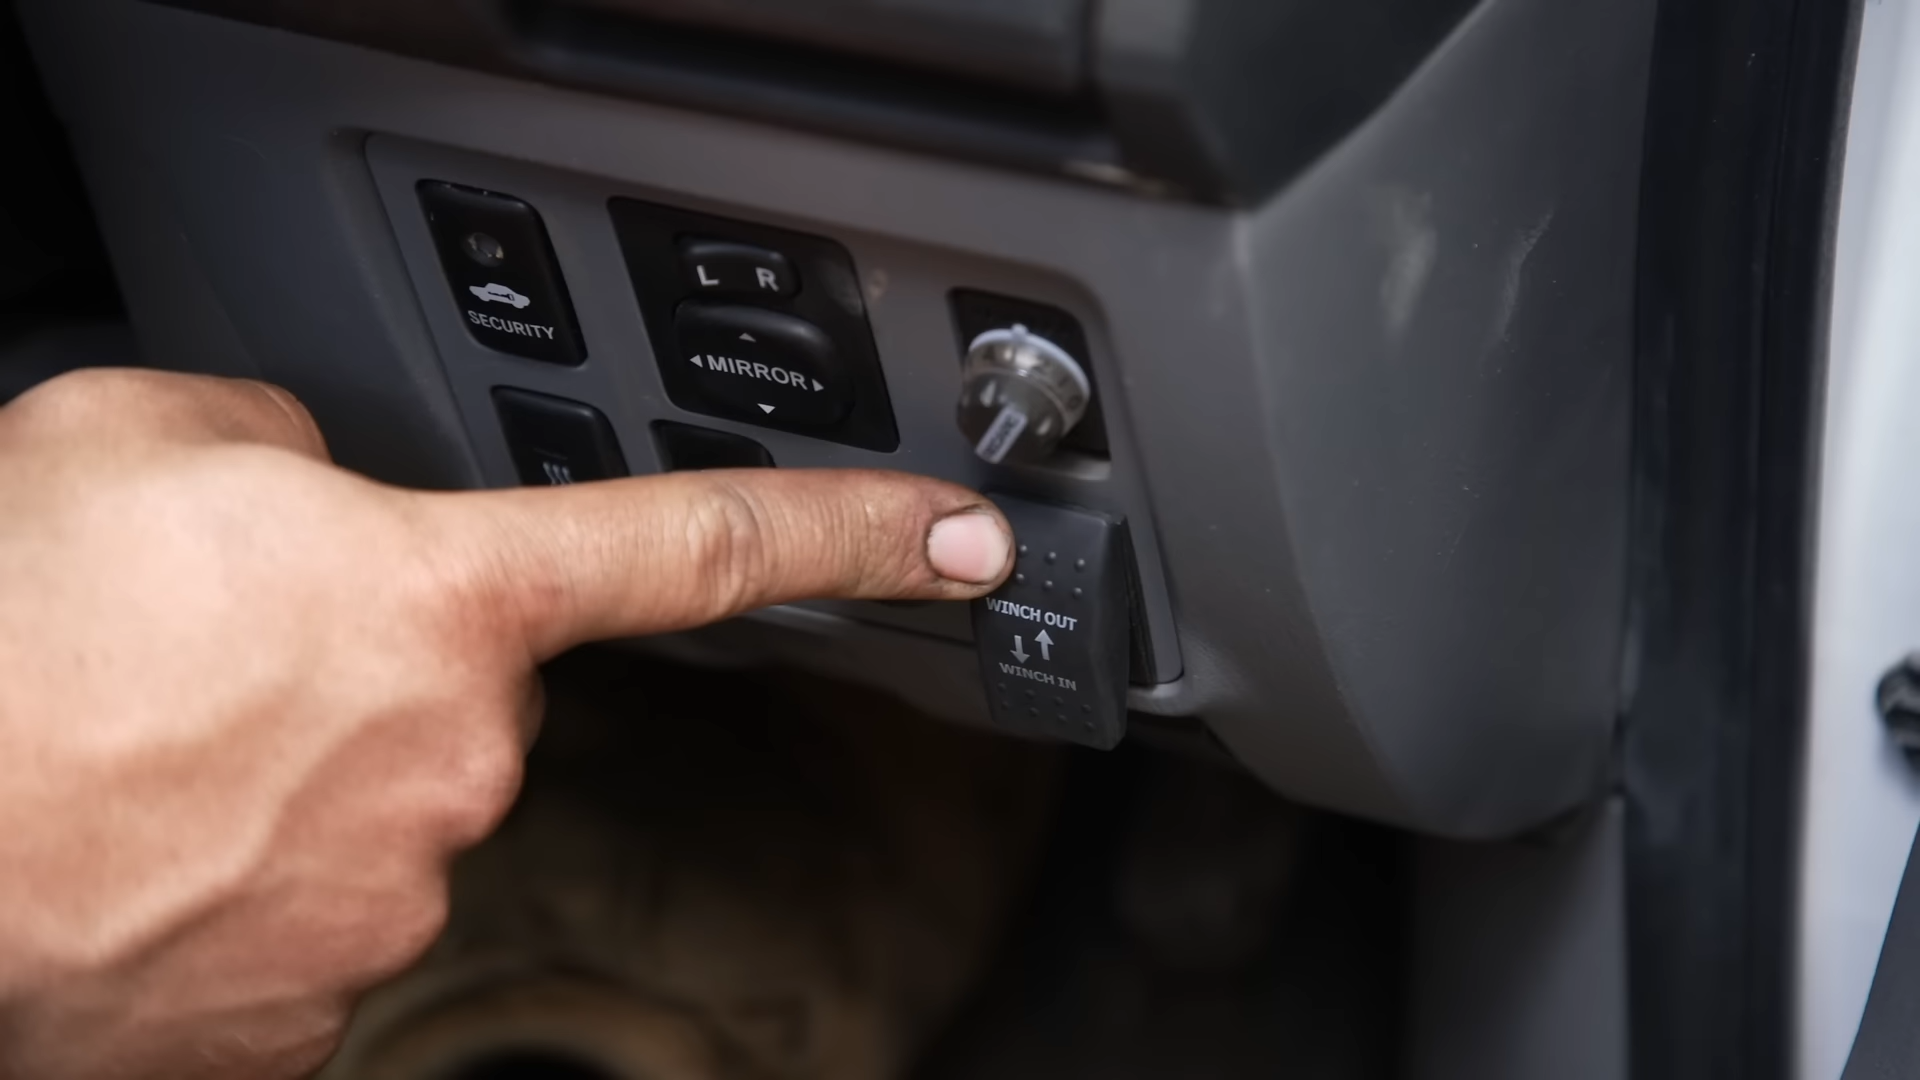 SECURITY
L R
MIRROR
WINCH OUT
WINCH IN